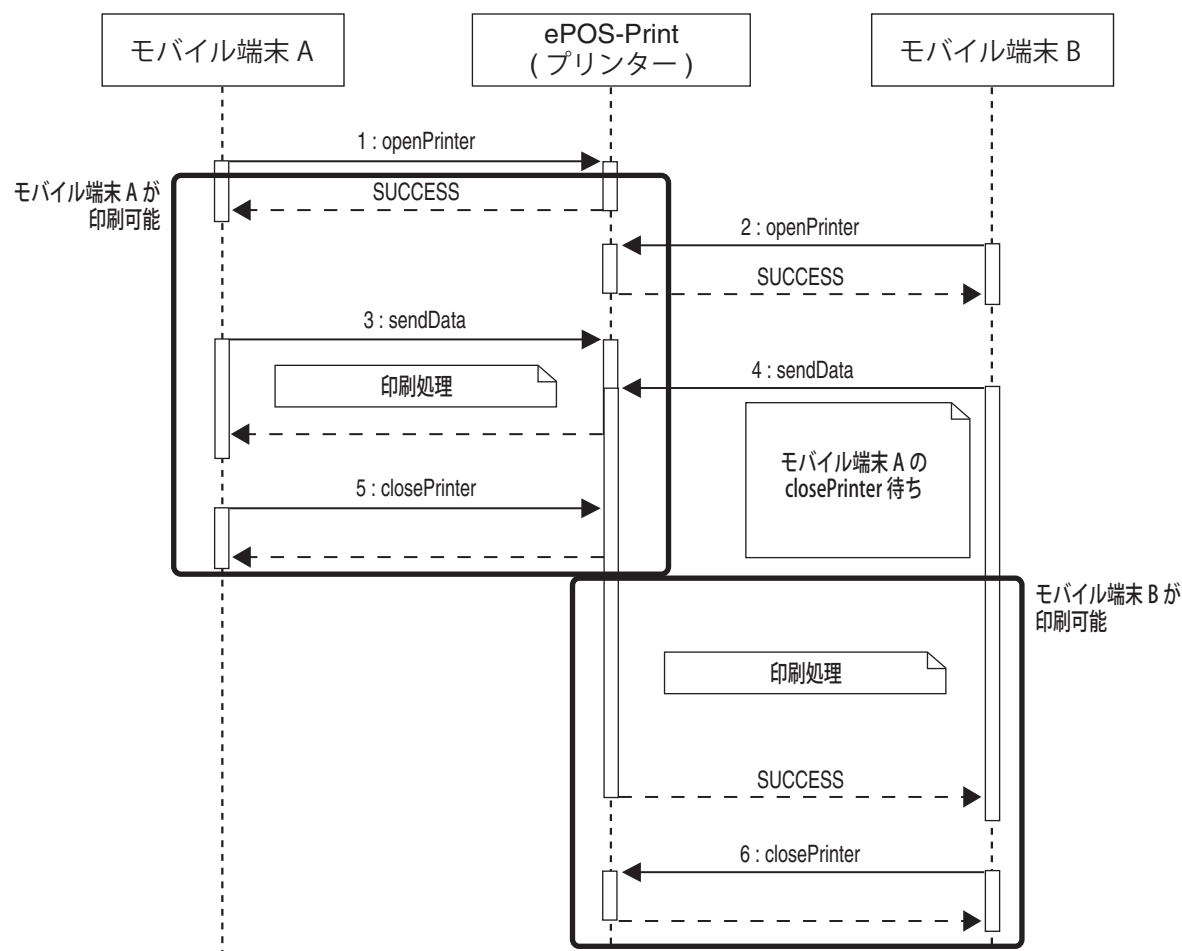 モバイル端末 A
ePOS-Print
( プリンター )
モバイル端末 B
1 : openPrinter
モバイル端末 A が
印刷可能
SUCCESS
2 : openPrinter
SUCCESS
3 : sendData
印刷処理
4 : sendData
モバイル端末 A の
closePrinter 待ち
5 : closePrinter
モバイル端末 B が
印刷可能
印刷処理
SUCCESS
6 : closePrinter